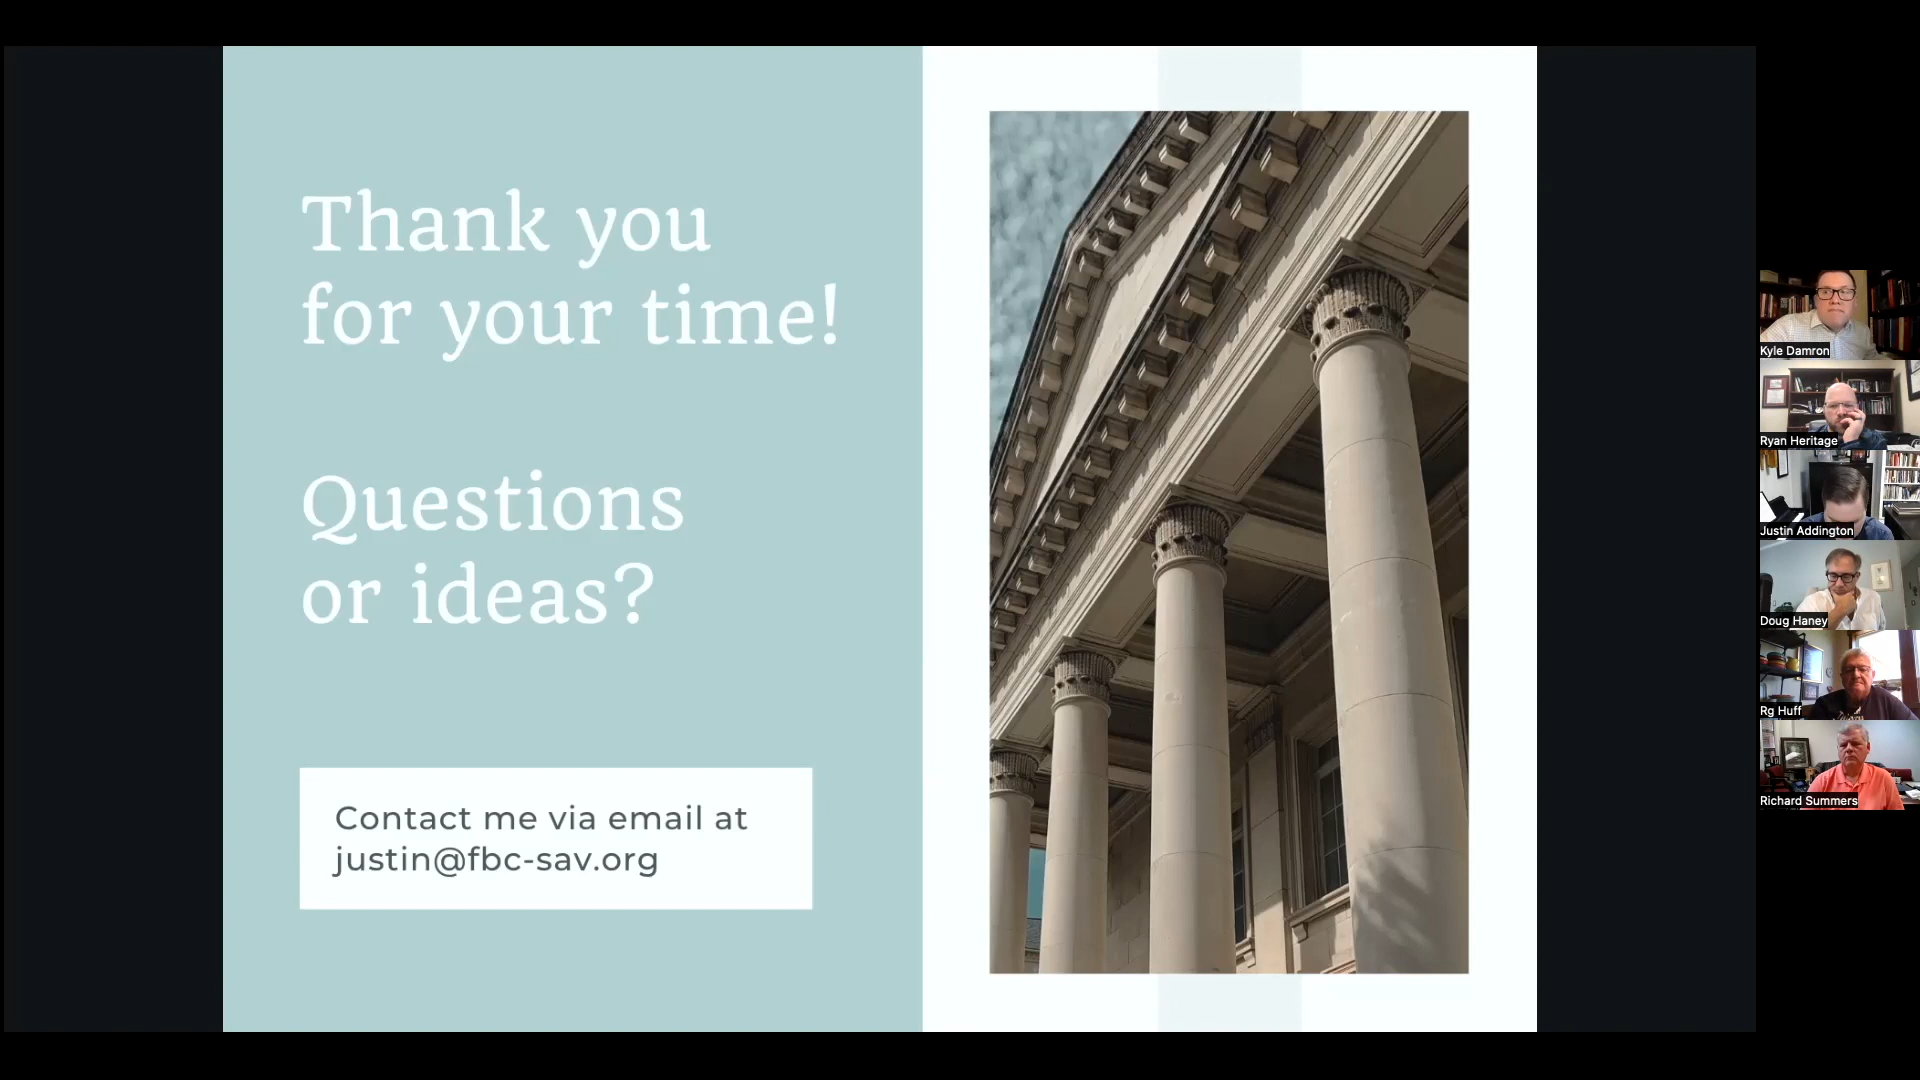 Thank you
for your time!
Questions
or ideas?
Contact me via email at
justin@fbc-sav.org
Kyle Damron
Ryan Heritage
Justin Addington
Doug Haney
Rg Huff
Richard Summers